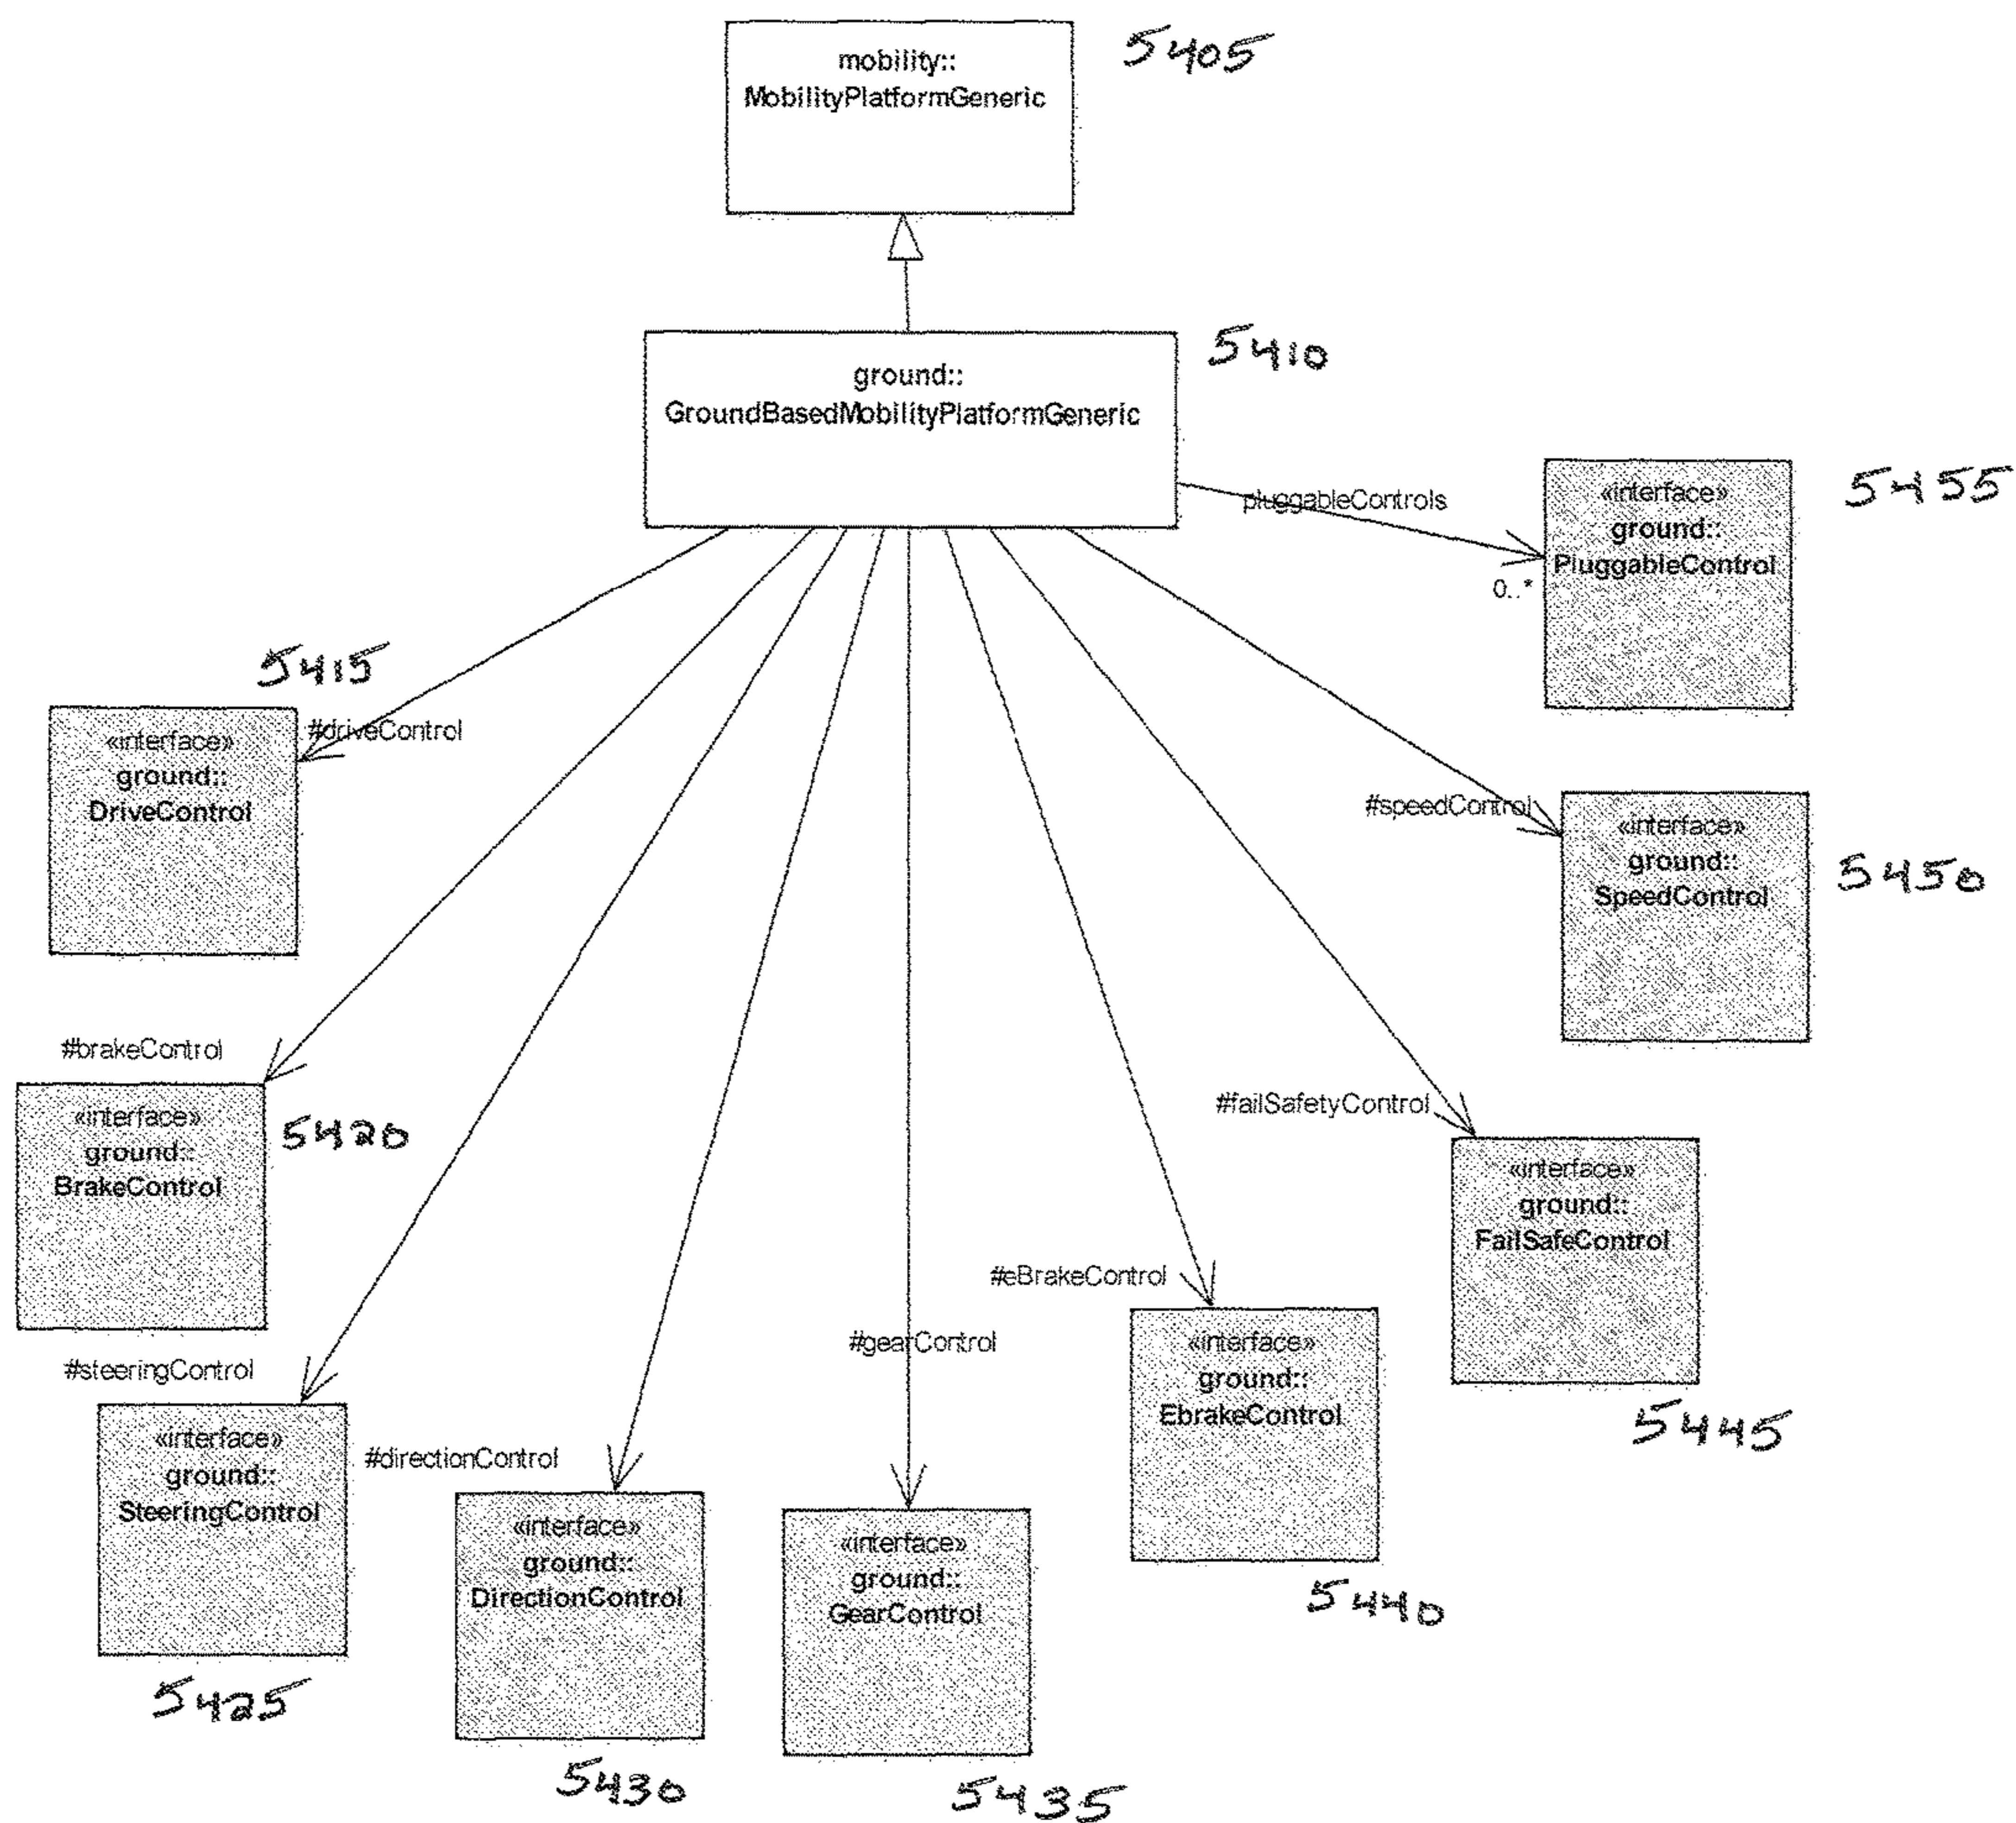 mobility::
MobilityPlatformGeneric
5405
ground::
GroundBasedMobilityPlatformGeneric
5410
pluggableControls
0..*
«interface»
ground::
PluggableControl
5455
5415
#driveControl
«interface»
ground::
DriveControl
#speedControl
«interface»
ground::
SpeedControl
5450
#brakeControl
«interface»
ground::
BrakeControl
5420
#failSafetyControl
«interface»
ground::
FailSafeControl
5445
#eBrakeControl
«interface»
ground::
EbrakeControl
5440
#steeringControl
«interface»
ground::
SteeringControl
5425
#directionControl
«interface»
ground::
DirectionControl
5430
#gearControl
«interface»
ground::
GearControl
5435